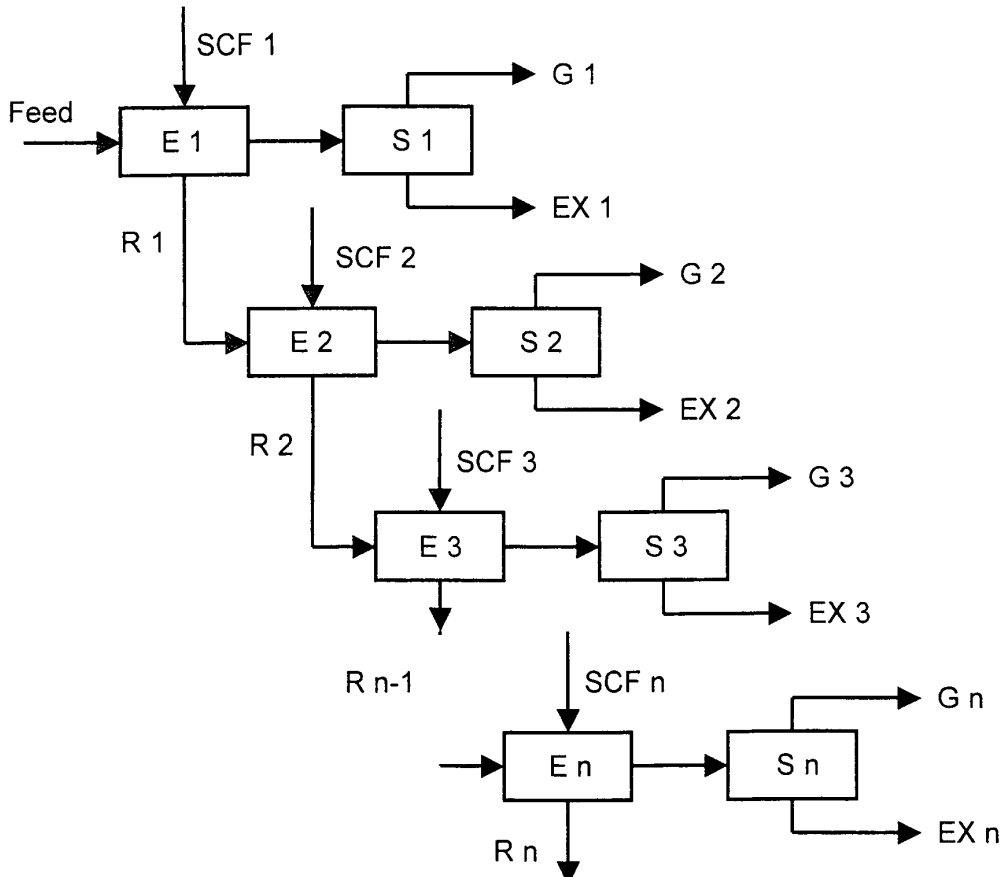 SCF 1
G 1
Feed
E 1
S 1
EX 1
R 1
SCF 2
G 2
E 2
S 2
EX 2
R 2
SCF 3
G 3
E 3
S 3
EX 3
R n-1
SCF n
G n
E n
S n
EX n
R n